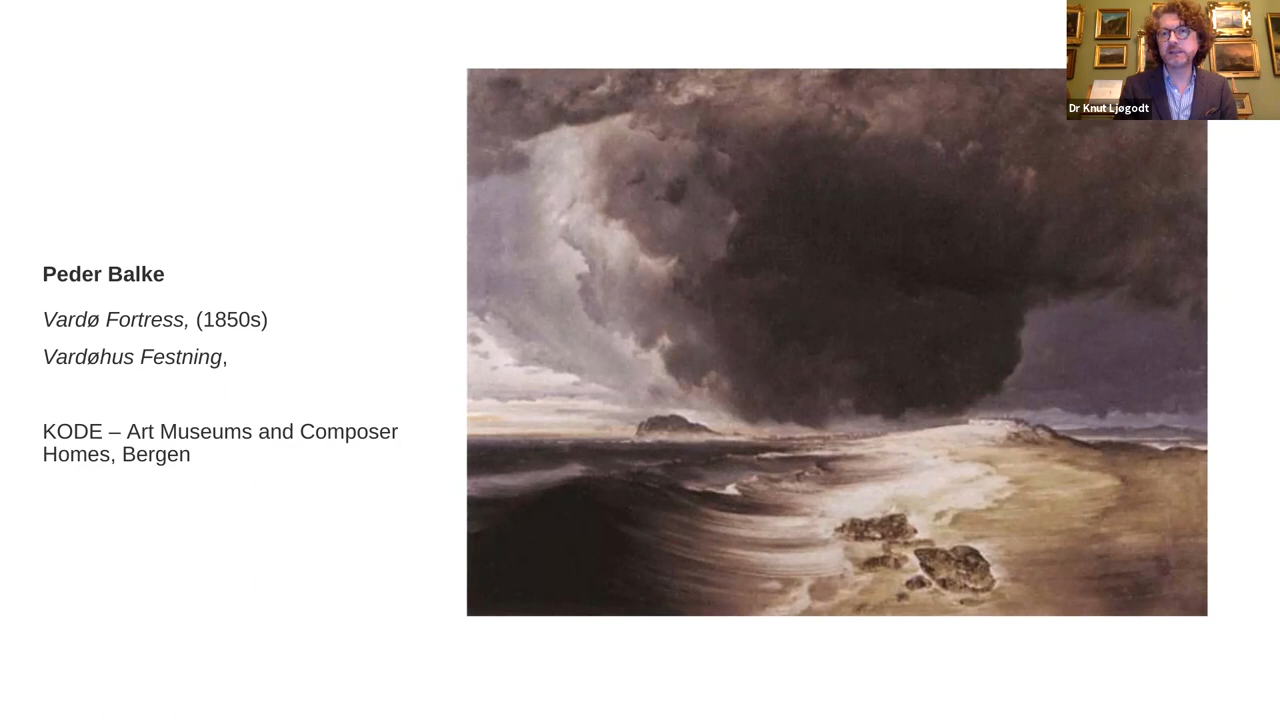 Dr Knut Ljøgodt
Peder Balke
Vardø Fortress, (1850s)
Vardøhus Festning,
KODE – Art Museums and Composer
Homes, Bergen